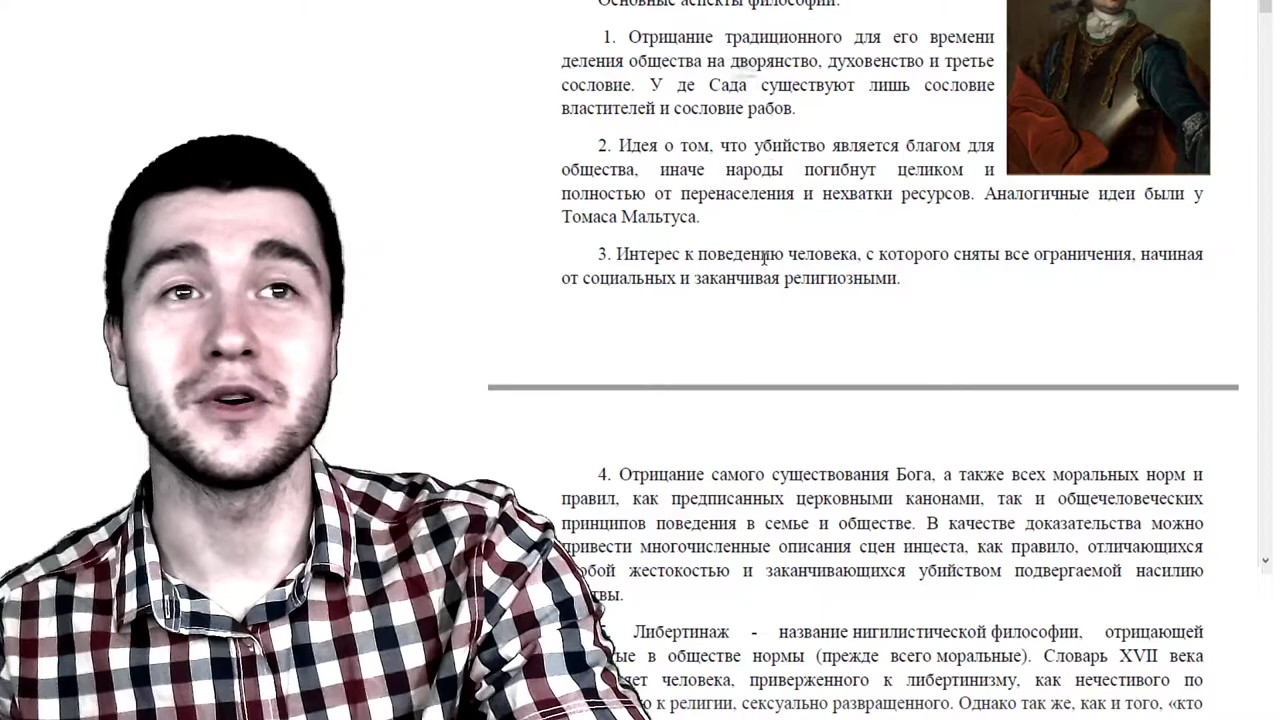 Основные аспекты философии:
1. Отрицание традиционного для его времени
деления общества на дворянство, духовенство и третье
сословие. У де Сада существуют лишь сословие
властителей и сословие рабов.
2. Идея о том, что убийство является благом для
общества, иначе народы погибнут целиком и
полностью от перенаселения и нехватки ресурсов. Аналогичные идеи были у
Томаса Мальтуса.
3. Интерес к поведению человека, с которого сняты все ограничения, начиная
от социальных и заканчивая религиозными.
4. Отрицание самого существования Бога, а также всех моральных норм и
правил, как предписанных церковными канонами, так и общечеловеческих
принципов поведения в семье и обществе. В качестве доказательства можно
привести многочисленные описания сцен инцеста, как правило, отличающихся
жестокостью и заканчивающихся убийством подвергаемой насилию
Либертинаж - название нигилистической философии, отрицающей
в обществе нормы (прежде всего моральные). Словарь XVII века
человека, приверженного к либертинизму, как нечестивого по
к религии, сексуально развращенного. Однако так же, как и того, «кто